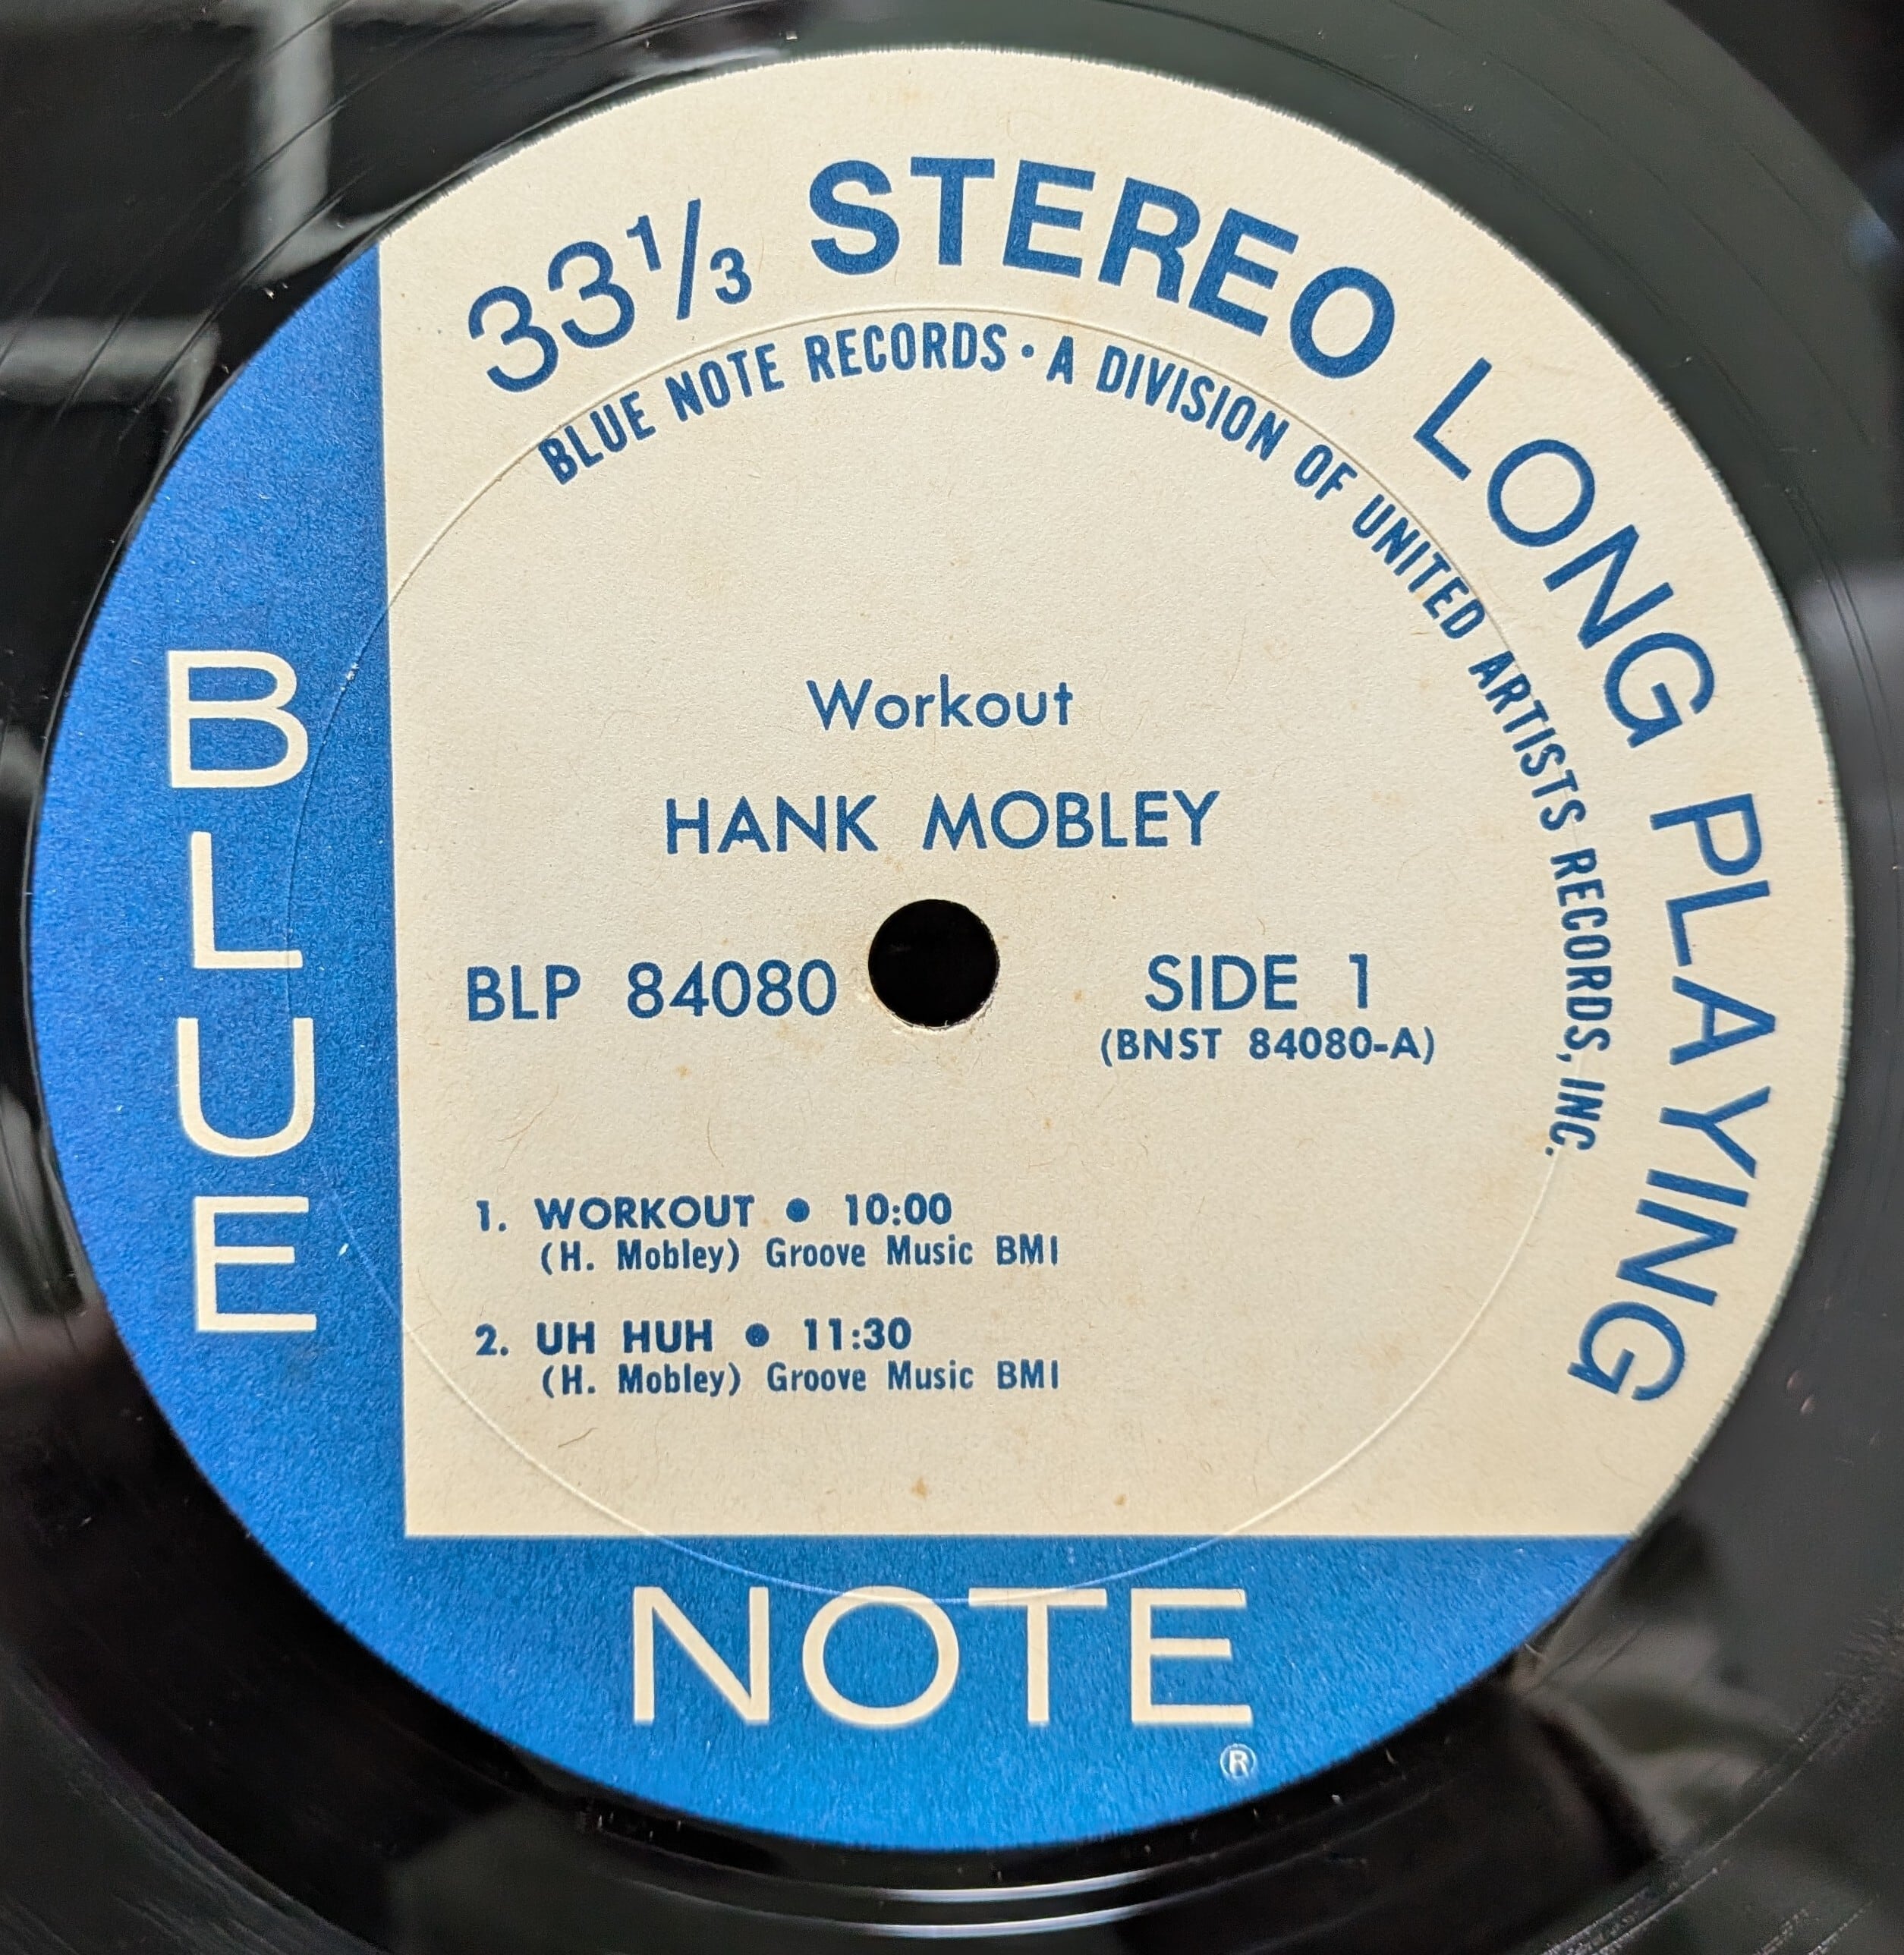 33 1/3 STEREO LONG PLAYING
BLUE NOTE RECORDS • A DIVISION OF UNITED ARTISTS RECORDS, INC.
Workout
HANK MOBLEY
BLP 84080
SIDE 1
(BNST 84080-A)
1. WORKOUT • 10:00
(H. Mobley) Groove Music BMI
2. UH HUH • 11:30
(H. Mobley) Groove Music BMI
BLUE
NOTE
®